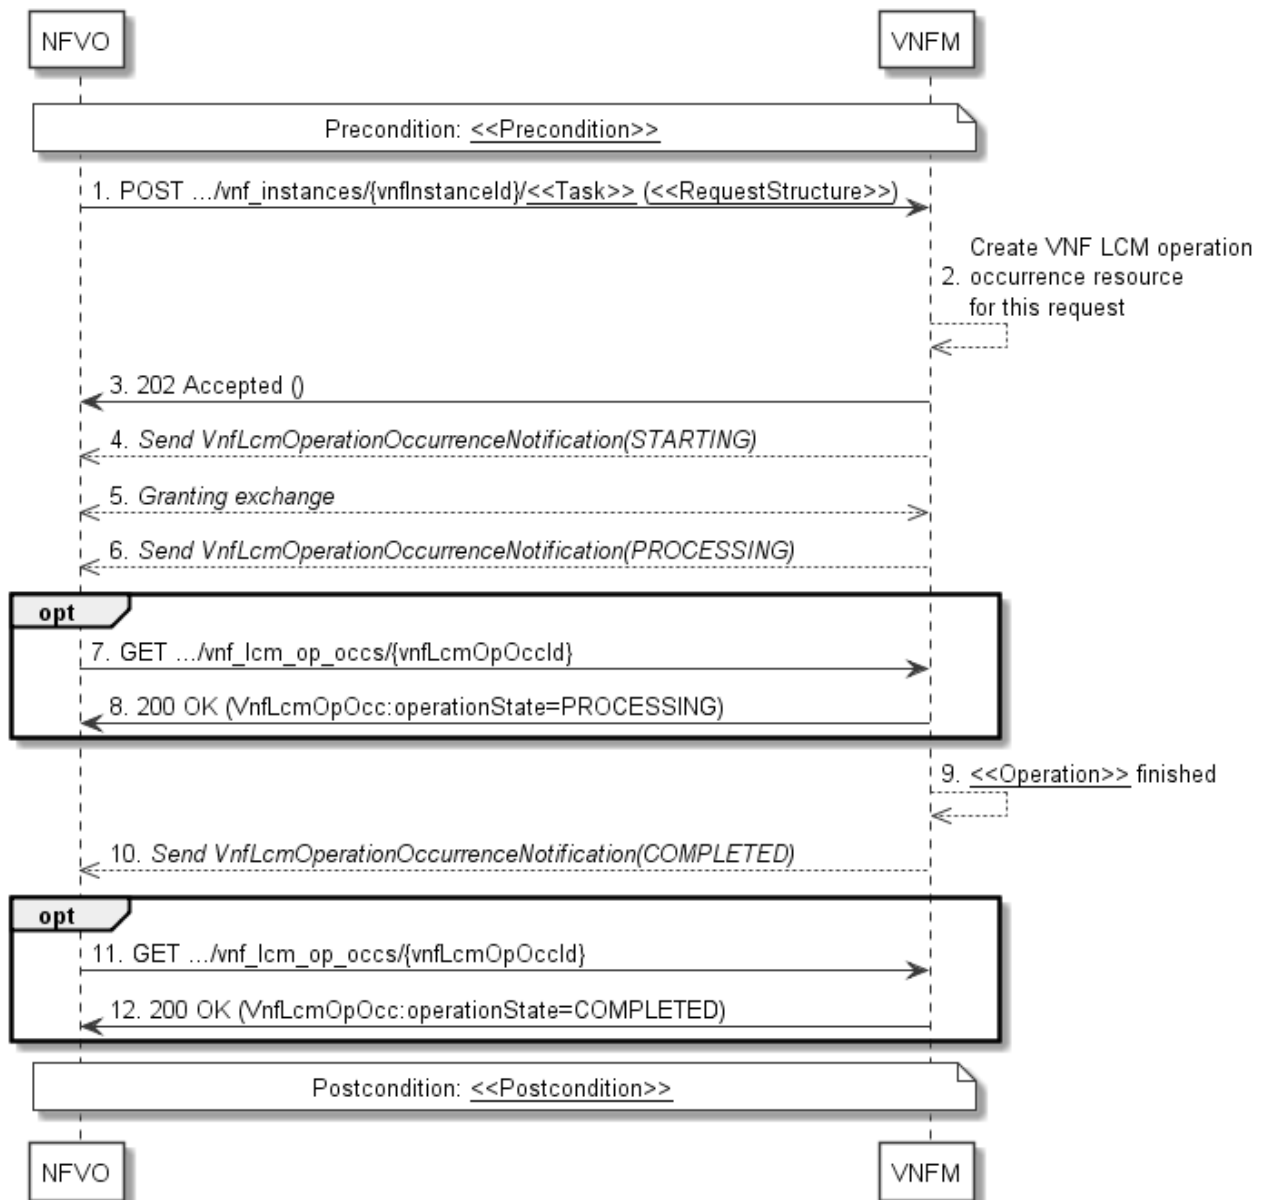 NFVO VNFM
Precondition: <<Precondition>>
1. POST .../vnf_instances/{vnfInstanceId}/<<Task>> (<<RequestStructure>>)
Create VNF LCM operation
2. occurrence resource
for this request
3. 202 Accepted ()
4. Send VnfLcmOperationOccurrenceNotification(STARTING)
5. Granting exchange
6. Send VnfLcmOperationOccurrenceNotification(PROCESSING)
opt
7. GET .../vnf_lcm_op_occs/{vnfLcmOpOccId}
8. 200 OK (VnfLcmOpOcc:operationState=PROCESSING)
9. <<Operation>> finished
10. Send VnfLcmOperationOccurrenceNotification(COMPLETED)
opt
11. GET .../vnf_lcm_op_occs/{vnfLcmOpOccId}
12. 200 OK (VnfLcmOpOcc:operationState=COMPLETED)
Postcondition: <<Postcondition>>
NFVO VNFM